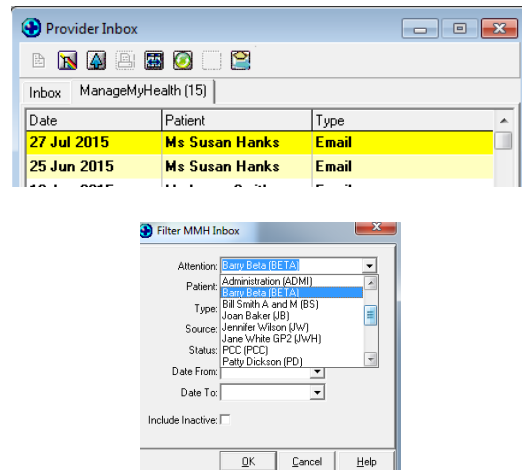 Provider Inbox
Inbox ManageMyHealth (15)
Date Patient Type
27 Jul 2015 Ms Susan Hanks Email
25 Jun 2015 Ms Susan Hanks Email
Filter MMH Inbox
Attention: Barry Beta (BETA)
Patient: Administration (ADMI)
Barry Beta (BETA)
Type: Bill Smith A and M (BS)
Joan Baker (JB)
Source: Jennifer Wilson (JW)
Jane White GP2 (JWH)
Status: PCC (PCC)
Patty Dickson (PD)
Date From:
Date To:
Include Inactive:
OK Cancel Help